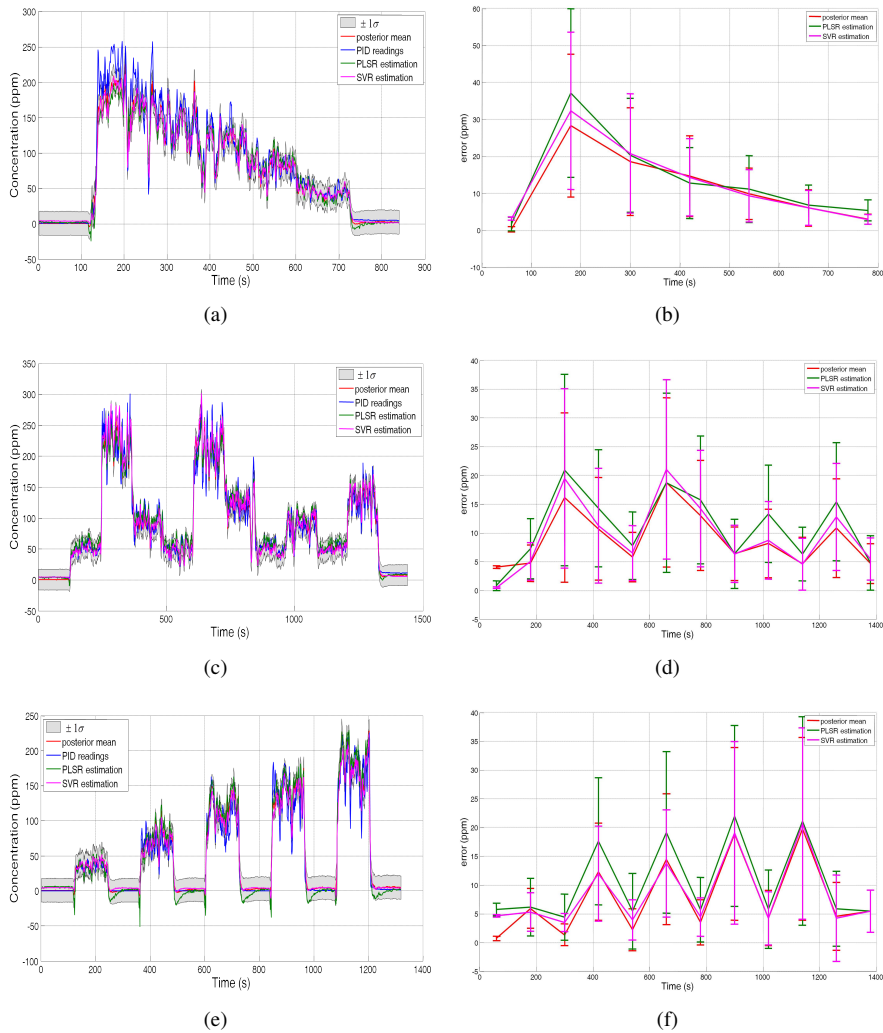 300
250
200
150
100
50
0
-50
0
100
200
300
400
500
600
700
800
900
Concentration (ppm)
Time (s)
± 1σ
posterior mean
PID readings
PLSR estimation
SVR estimation
(a)
60
50
40
30
20
10
0
-10
0
100
200
300
400
500
600
700
800
error (ppm)
Time (s)
posterior mean
PLSR estimation
SVR estimation
(b)
350
300
250
200
150
100
50
0
-50
0
500
1000
1500
Concentration (ppm)
Time (s)
± 1σ
posterior mean
PID readings
PLSR estimation
SVR estimation
(c)
40
35
30
25
20
15
10
5
0
-5
0
200
400
600
800
1000
1200
1400
error (ppm)
Time (s)
posterior mean
PLSR estimation
SVR estimation
(d)
250
200
150
100
50
0
-50
-100
0
200
400
600
800
1000
1200
1400
Concentration (ppm)
Time (s)
± 1σ
posterior mean
PID readings
PLSR estimation
SVR estimation
(e)
40
35
30
25
20
15
10
5
0
-5
0
200
400
600
800
1000
1200
1400
error (ppm)
Time (s)
posterior mean
PLSR estimation
SVR estimation
(f)